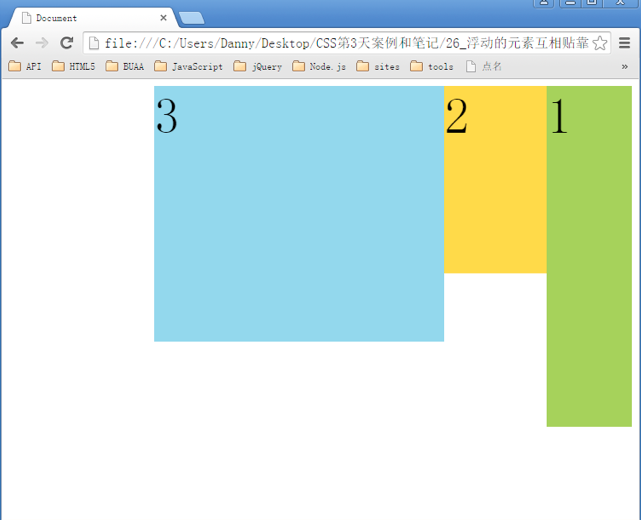 Document
file:///C:/Users/Danny/Desktop/CSS第3天案例和笔记/26_浮动的元素互相贴靠
API HTML5 BUAA JavaScript jQuery Node.js sites tools 点名 »
3 2 1